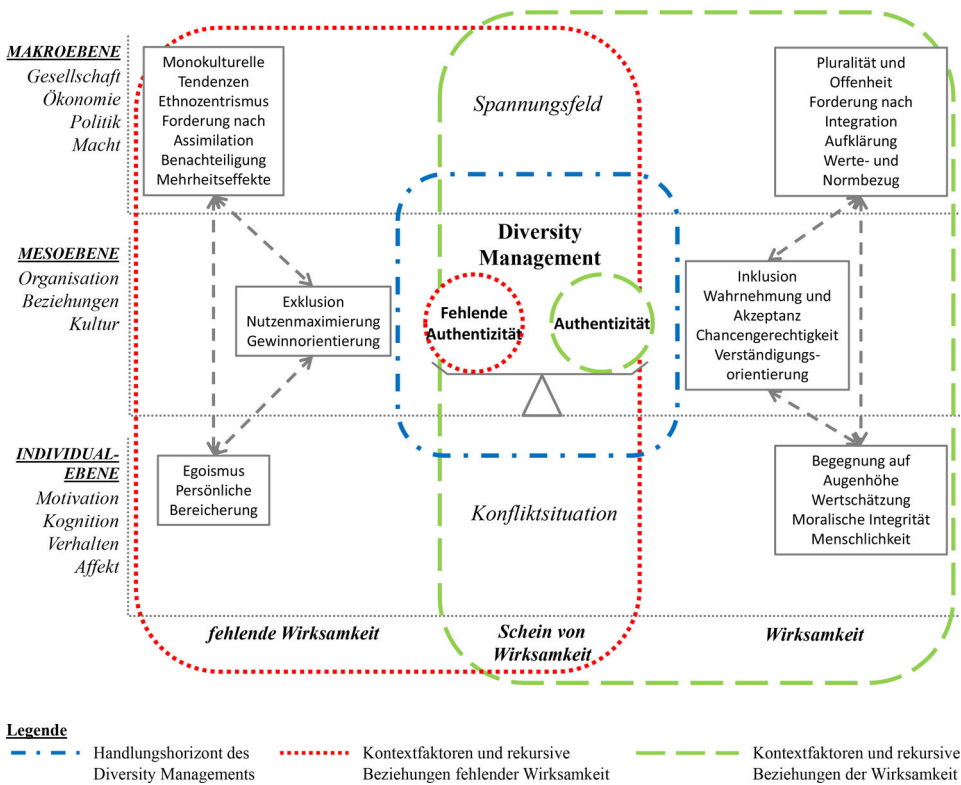 MAKROEBENE
Gesellschaft
Ökonomie
Politik
Macht
Monokulturelle
Tendenzen
Ethnozentrismus
Forderung nach
Assimilation
Benachteiligung
Mehrheitseffekte
Spannungsfeld
Pluralität und
Offenheit
Forderung nach
Integration
Aufklärung
Werte- und
Normbezug
MESOEBENE
Organisation
Beziehungen
Kultur
Exklusion
Nutzenmaximierung
Gewinnorientierung
Diversity
Management
Fehlende
Authentizität
Authentizität
Inklusion
Wahrnehmung und
Akzeptanz
Chancengerechtigkeit
Verständigungs-
orientierung
INDIVIDUAL-
EBENE
Motivation
Kognition
Verhalten
Affekt
Egoismus
Persönliche
Bereicherung
Konfliktsituation
Begegnung auf
Augenhöhe
Wertschätzung
Moralische Integrität
Menschlichkeit
fehlende Wirksamkeit
Schein von
Wirksamkeit
Wirksamkeit
Legende
Handlungshorizont des
Diversity Managements
Kontextfaktoren und rekursive
Beziehungen fehlender Wirksamkeit
Kontextfaktoren und rekursive
Beziehungen der Wirksamkeit